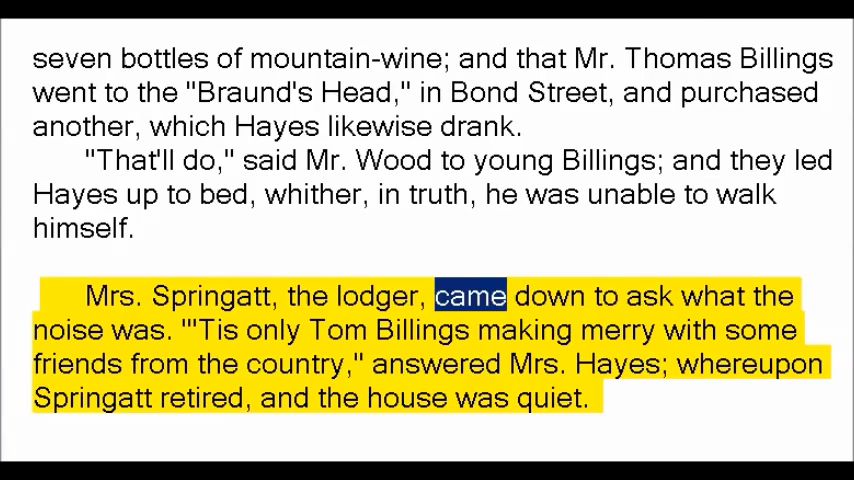 seven bottles of mountain-wine; and that Mr. Thomas Billings
went to the "Braund's Head," in Bond Street, and purchased
another, which Hayes likewise drank.
"That'll do," said Mr. Wood to young Billings; and they led
Hayes up to bed, whither, in truth, he was unable to walk
himself.
Mrs. Springatt, the lodger, came down to ask what the
noise was. "'Tis only Tom Billings making merry with some
friends from the country," answered Mrs. Hayes; whereupon
Springatt retired, and the house was quiet.